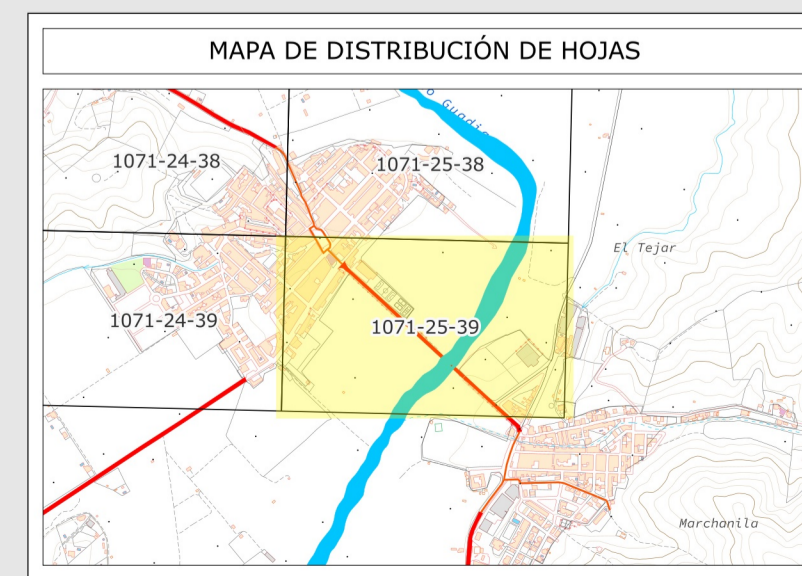 MAPA DE DISTRIBUCIÓN DE HOJAS
1071-24-38
1071-25-38
El Tejar
1071-24-39
1071-25-39
Marchanila